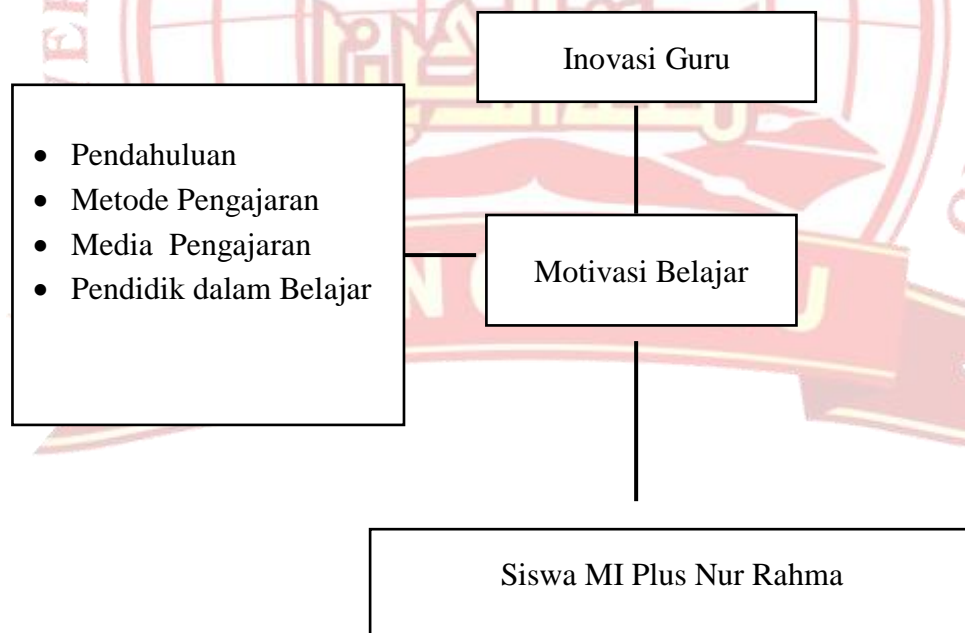 Inovasi Guru
• Pendahuluan
• Metode Pengajaran
• Media  Pengajaran
• Pendidik dalam Belajar
Motivasi Belajar
Siswa MI Plus Nur Rahma